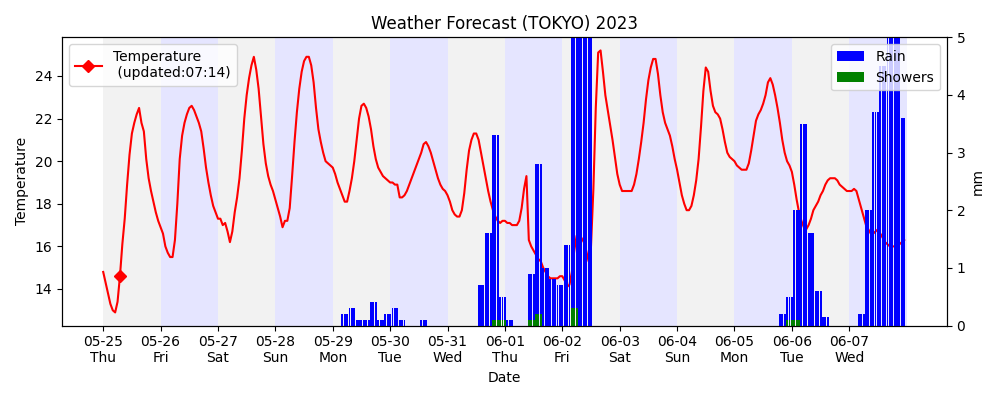 Weather Forecast (TOKYO) 2023
Temperature
(updated:07:14)
Rain
Showers
24
22
20
18
16
14
Temperature
5
4
3
2
1
0
mm
05-25 05-26 05-27 05-28 05-29 05-30 05-31 06-01 06-02 06-03 06-04 06-05 06-06 06-07
Thu Fri Sat Sun Mon Tue Wed Thu Fri Sat Sun Mon Tue Wed
Date